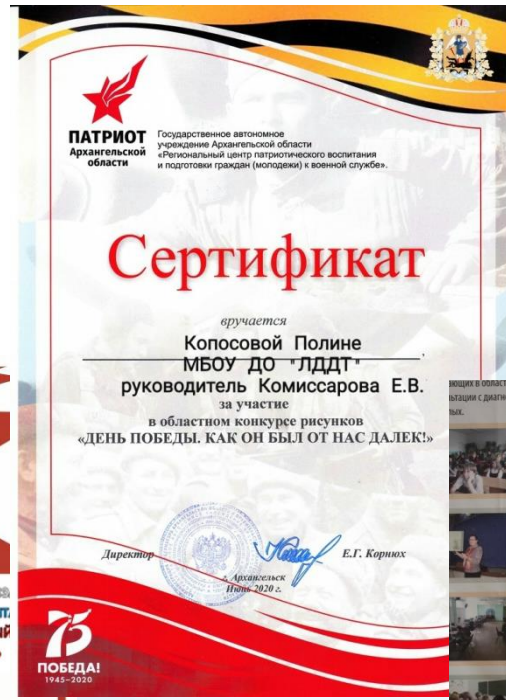 ПАТРИОТ
Архангельской
области
Государственное автономное
учреждение Архангельской области
«Региональный центр патриотического воспитания
и подготовки граждан (молодежи) к военной службе».
Сертификат
вручается
Копосовой Полине
МБОУ ДО "ЛДДТ"
руководитель Комиссарова Е.В.
за участие
в областном конкурсе рисунков
«ДЕНЬ ПОБЕДЫ. КАК ОН БЫЛ ОТ НАС ДАЛЕК!»
Директор
Е.Г. Корнюх
г. Архангельск
Июнь 2020 г.
75
ПОБЕДА!
1945–2020